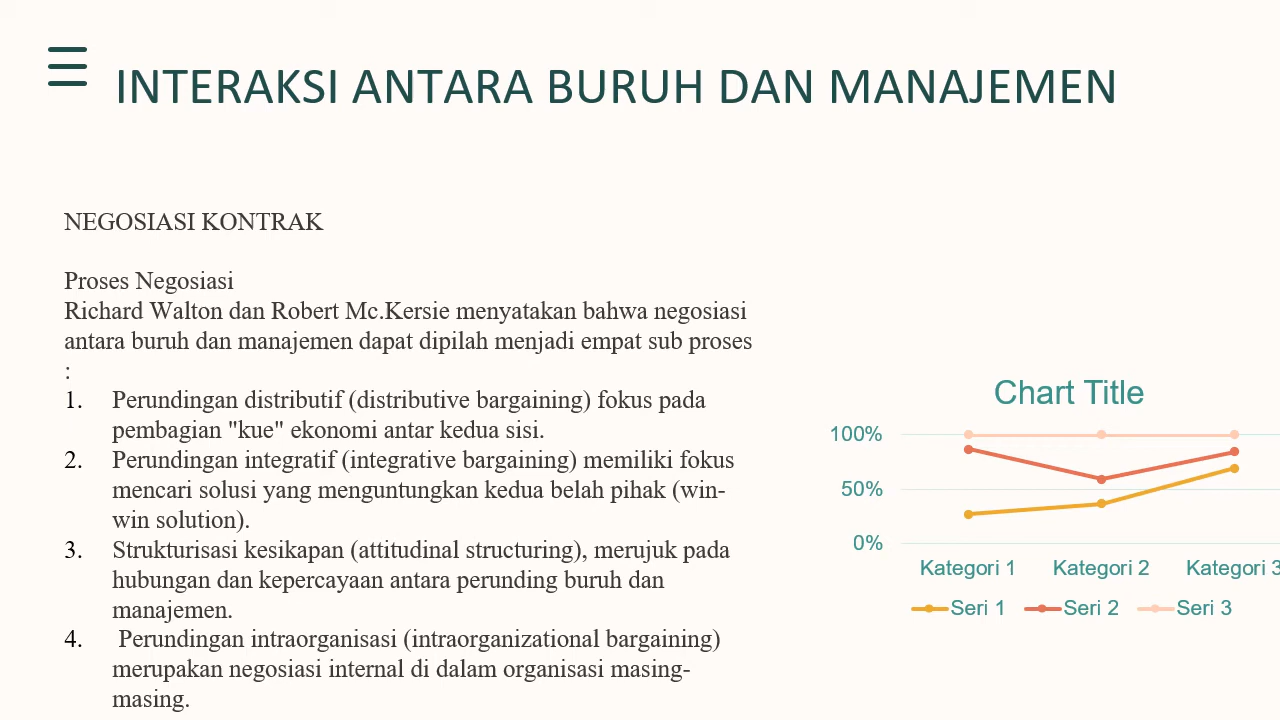 INTERAKSI ANTARA BURUH DAN MANAJEMEN
NEGOSIASI KONTRAK
Proses Negosiasi
Richard Walton dan Robert Mc.Kersie menyatakan bahwa negosiasi
antara buruh dan manajemen dapat dipilah menjadi empat sub proses
:
1. Perundingan distributif (distributive bargaining) fokus pada
pembagian "kue" ekonomi antar kedua sisi.
2. Perundingan integratif (integrative bargaining) memiliki fokus
mencari solusi yang menguntungkan kedua belah pihak (win-
win solution).
3. Strukturisasi kesikapan (attitudinal structuring), merujuk pada
hubungan dan kepercayaan antara perunding buruh dan
manajemen.
4. Perundingan intraorganisasi (intraorganizational bargaining)
merupakan negosiasi internal di dalam organisasi masing-
masing.
Chart Title
100%
50%
0%
Kategori 1 Kategori 2 Kategori 3
Seri 1 Seri 2 Seri 3